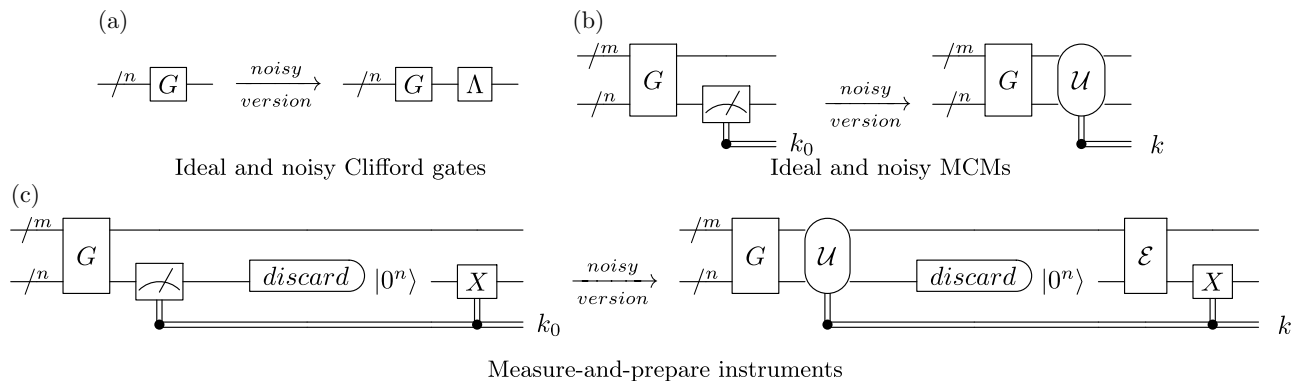 (a)
n G noisy version n G Λ
Ideal and noisy Clifford gates
(b)
m n G k₀ noisy version m n G 𝒰 k
Ideal and noisy MCMs
(c)
m n G discard |0ⁿ⟩ X k₀ noisy version m n G 𝒰 discard |0ⁿ⟩ ℰ X k
Measure-and-prepare instruments